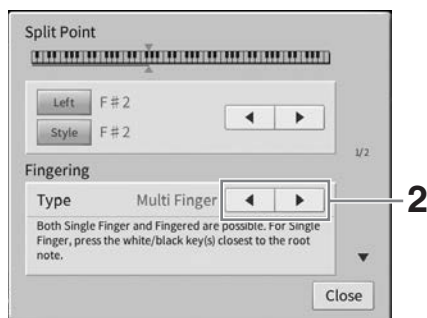 Split Point
Left F#2
Style F#2
1/2
Fingering
Type Multi Finger
2
Both Single Finger and Fingered are possible. For Single
Finger, press the white/black key(s) closest to the root
note.
Close